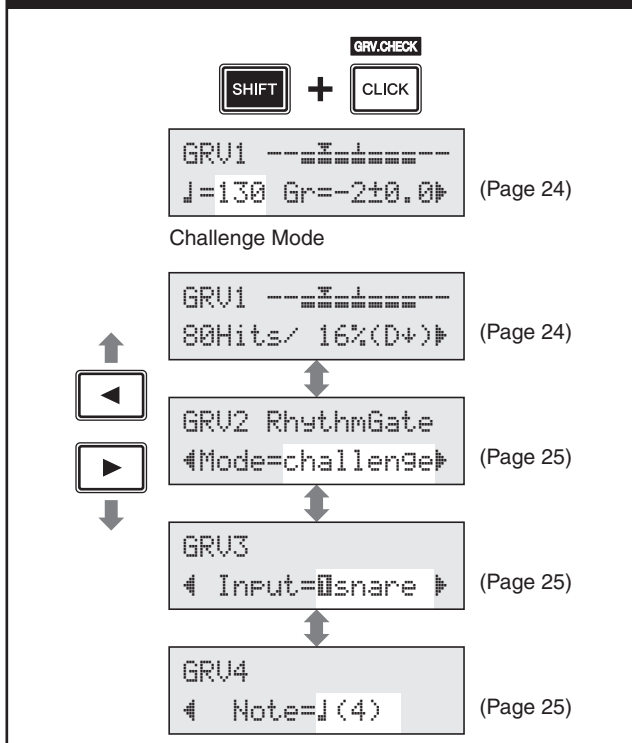 GRV.CHECK
SHIFT + CLICK
GRV1
♩=130 Gr=-2±0.0▶ (Page 24)
Challenge Mode
GRV1
80Hits/ 16%(D↓)▶ (Page 24)
GRV2 RhythmGate
◀Mode=challenge▶ (Page 25)
GRV3
◀ Input=1snare ▶ (Page 25)
GRV4
◀ Note=♩(4) (Page 25)